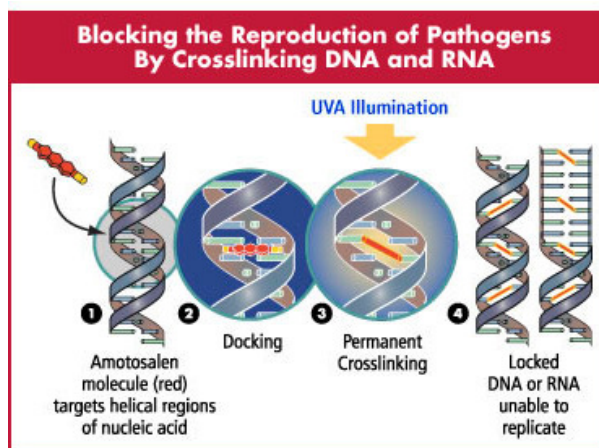 Blocking the Reproduction of Pathogens
By Crosslinking DNA and RNA
UVA Illumination
1
Amotosalen
molecule (red)
targets helical regions
of nucleic acid
2
Docking
3
Permanent
Crosslinking
4
Locked
DNA or RNA
unable to
replicate